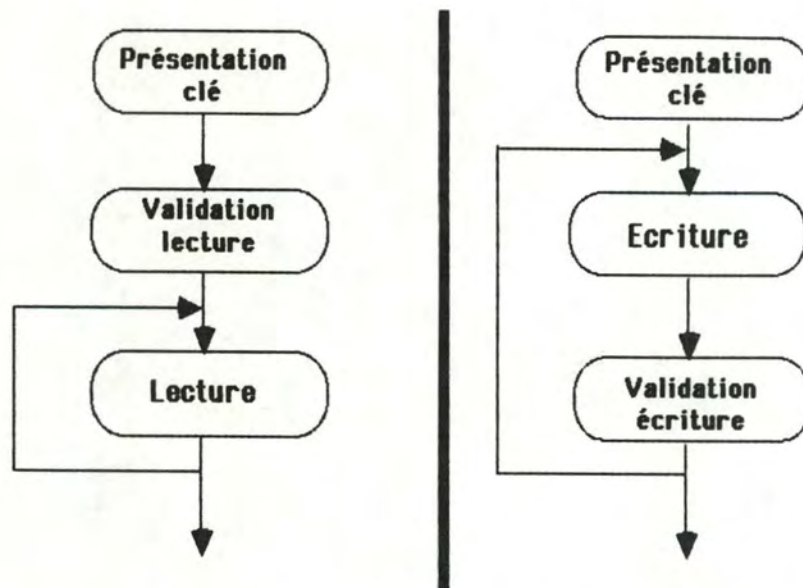 Présentation
clé
Validation
lecture
Lecture
Présentation
clé
Ecriture
Validation
écriture